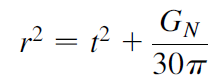 r² = t² + G_N / 30π